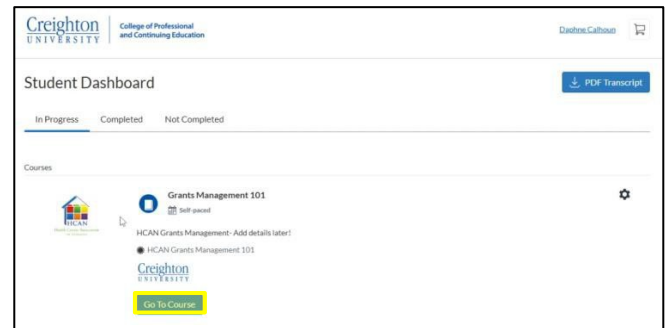 Creighton
UNIVERSITY
College of Professional
and Continuing Education
Daphne Calhoun
Student Dashboard
PDF Transcript
In Progress Completed Not Completed
Courses
Grants Management 101
Self-paced
HCAN
HCAN Grants Management- Add details later!
HCAN Grants Management 101
Creighton
UNIVERSITY
Go To Course